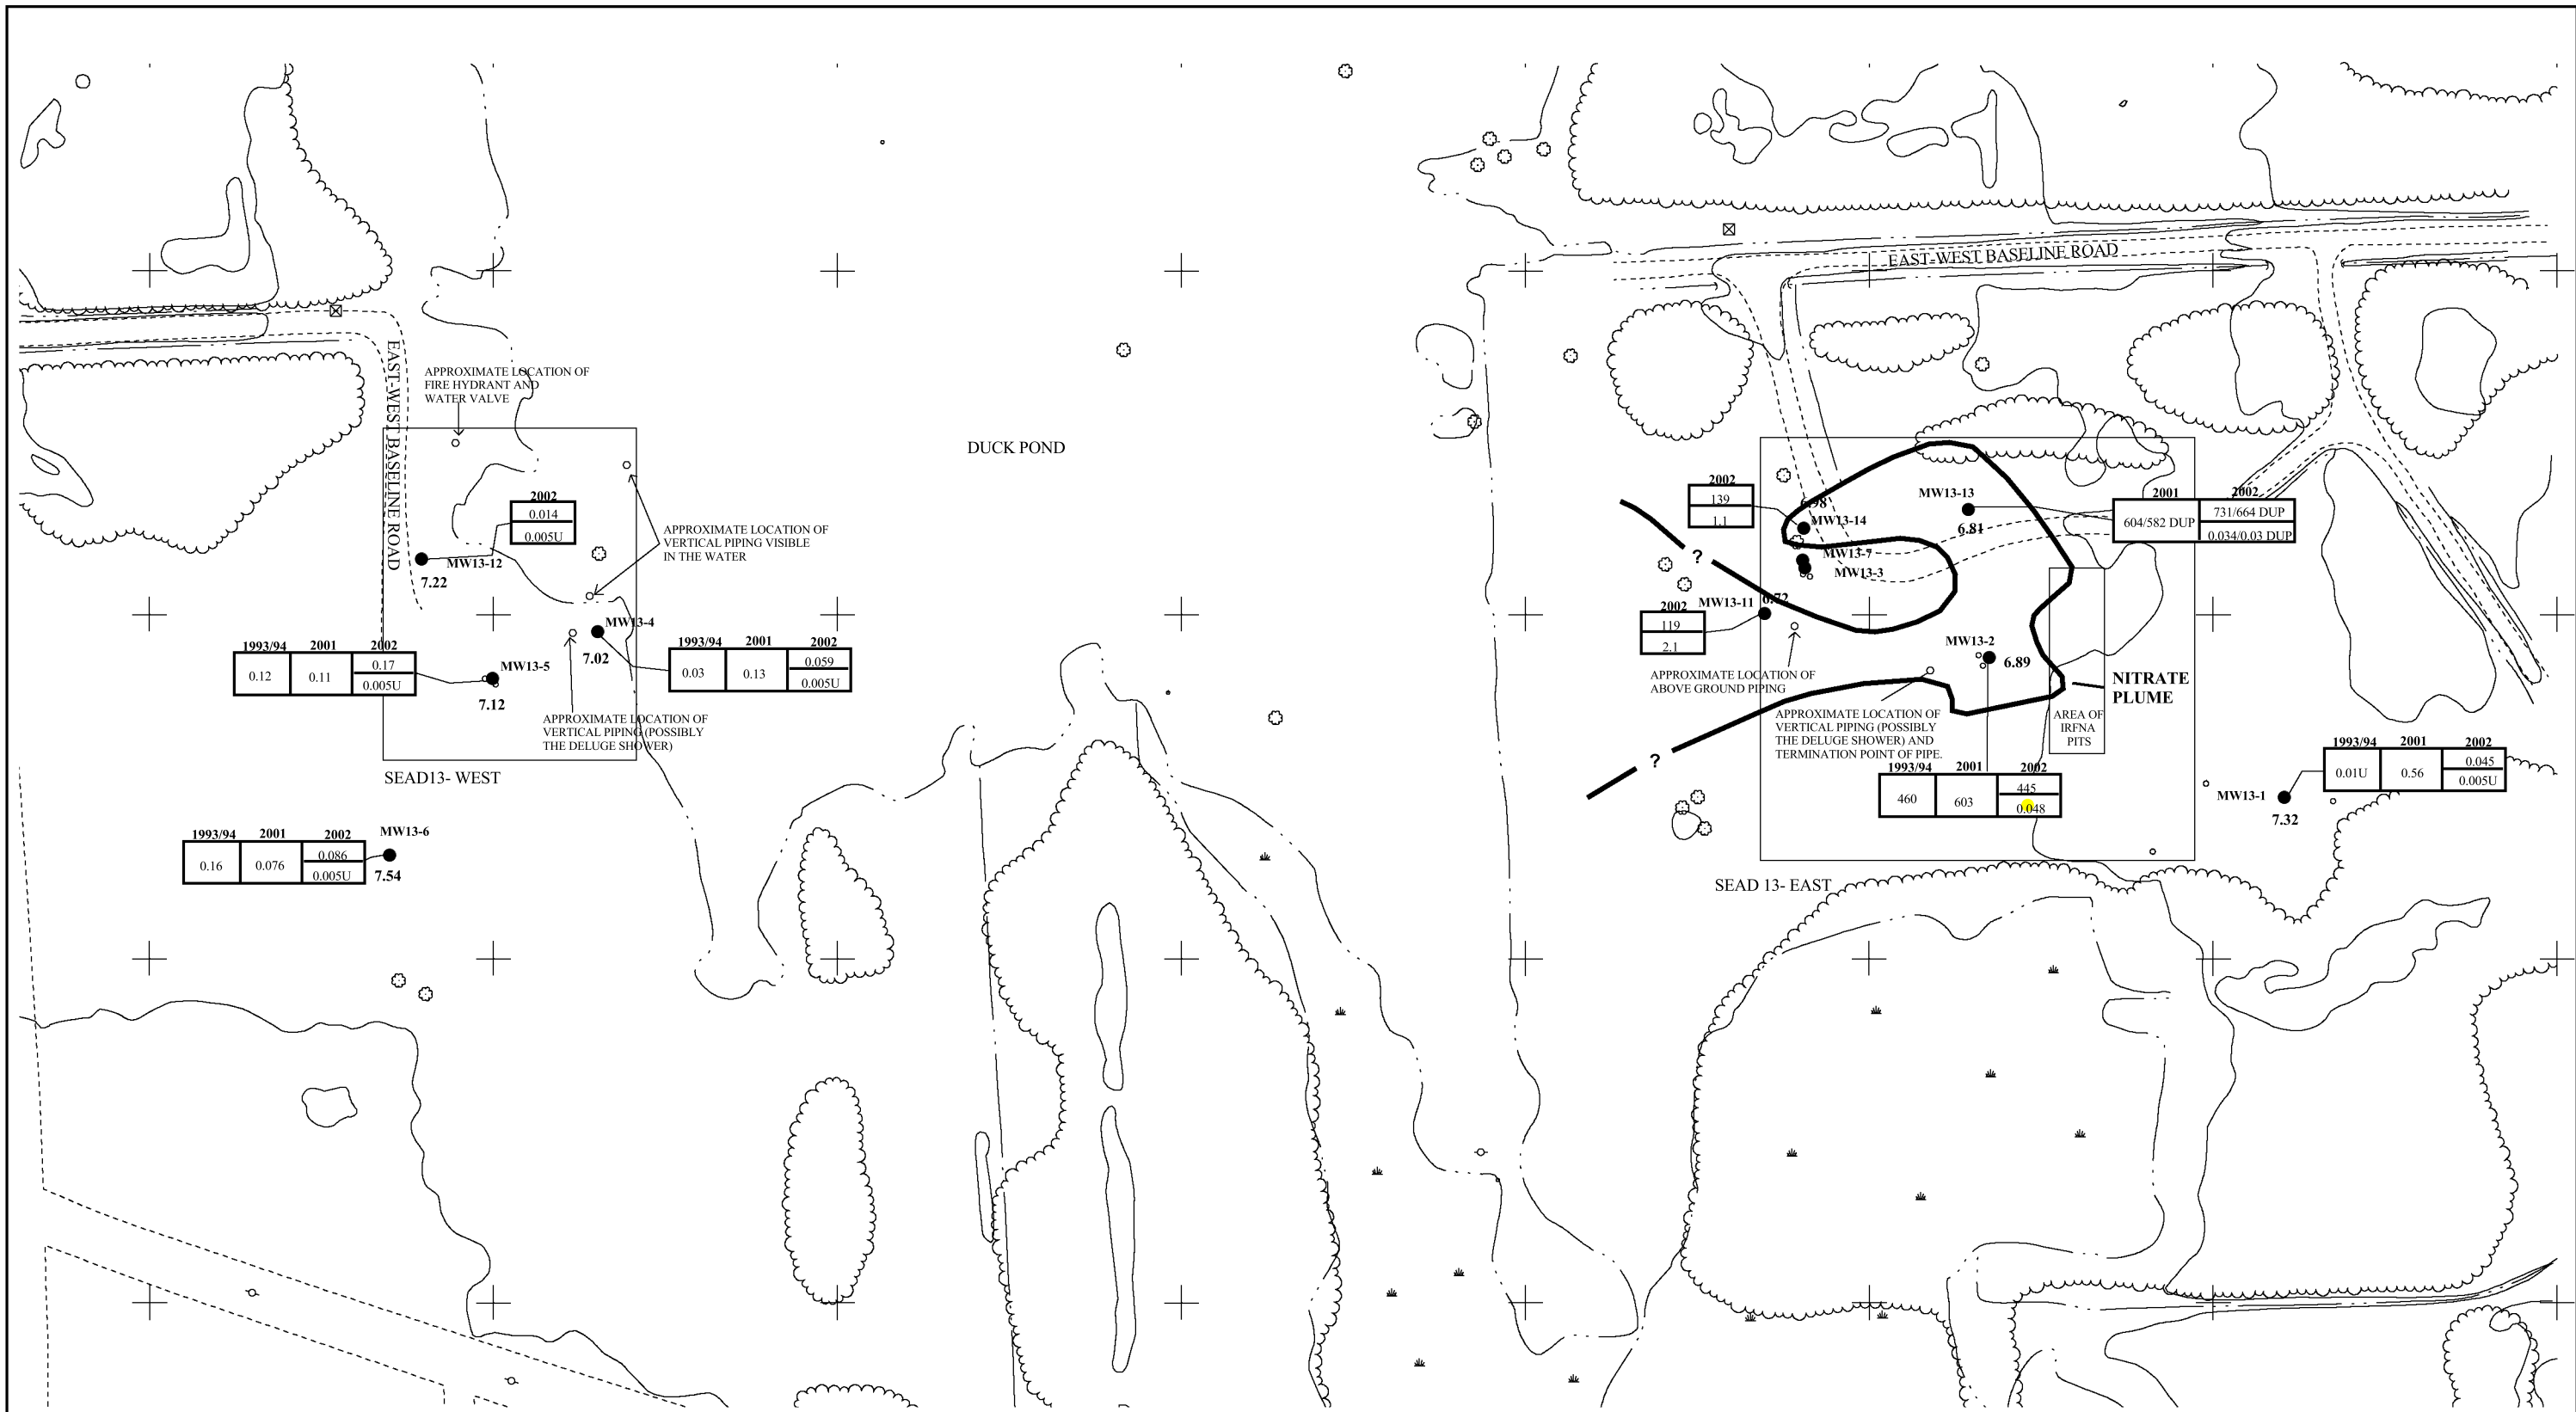 EAST-WEST BASELINE ROAD
EAST-WEST BASELINE ROAD
APPROXIMATE LOCATION OF
FIRE HYDRANT AND
WATER VALVE
DUCK POND
2002
0.014
0.005U
APPROXIMATE LOCATION OF
VERTICAL PIPING VISIBLE
IN THE WATER
MW13-12
7.22
MW13-4
7.02
1993/94 2001 2002
0.12 0.11 0.17
0.005U
MW13-5
7.12
1993/94 2001 2002
0.03 0.13 0.059
0.005U
APPROXIMATE LOCATION OF
VERTICAL PIPING (POSSIBLY
THE DELUGE SHOWER)
SEAD13- WEST
1993/94 2001 2002
0.16 0.076 0.086
0.005U
MW13-6
7.54
2002
139
1.1
6.98
MW13-14
MW13-13
6.81
2001 2002
604/582 DUP 731/664 DUP
0.034/0.03 DUP
?
MW13-7
MW13-3
2002
119
2.1
MW13-11 6.72
MW13-2
6.89
APPROXIMATE LOCATION OF
ABOVE GROUND PIPING
NITRATE
PLUME
APPROXIMATE LOCATION OF
VERTICAL PIPING (POSSIBLY
THE DELUGE SHOWER) AND
TERMINATION POINT OF PIPE.
AREA OF
IRFNA
PITS
?
1993/94 2001 2002
460 603 445
0.048
1993/94 2001 2002
0.01U 0.56 0.045
0.005U
MW13-1
7.32
SEAD 13- EAST